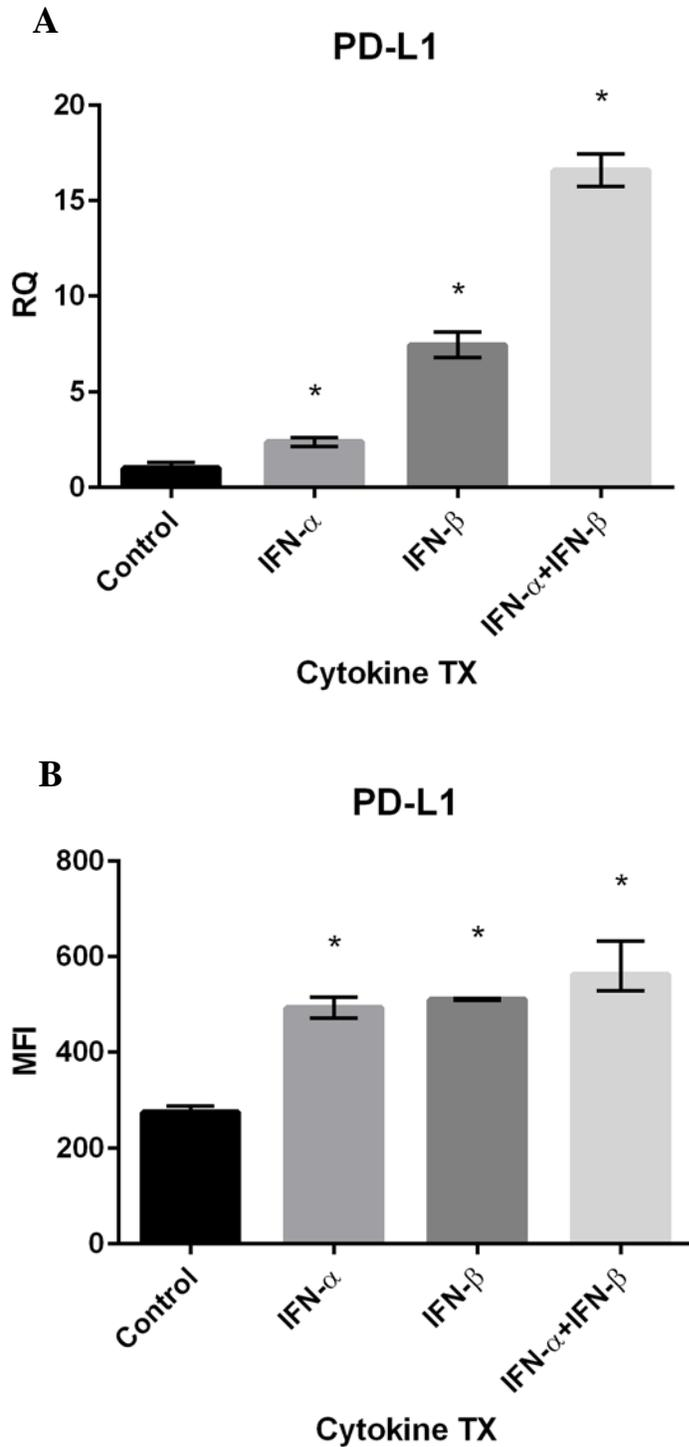 A
PD-L1
20
15
10
5
0
RQ
*
*
*
Control
IFN-α
IFN-β
IFN-α+IFN-β
Cytokine TX
B
PD-L1
800
600
400
200
0
MFI
*
*
*
Control
IFN-α
IFN-β
IFN-α+IFN-β
Cytokine TX